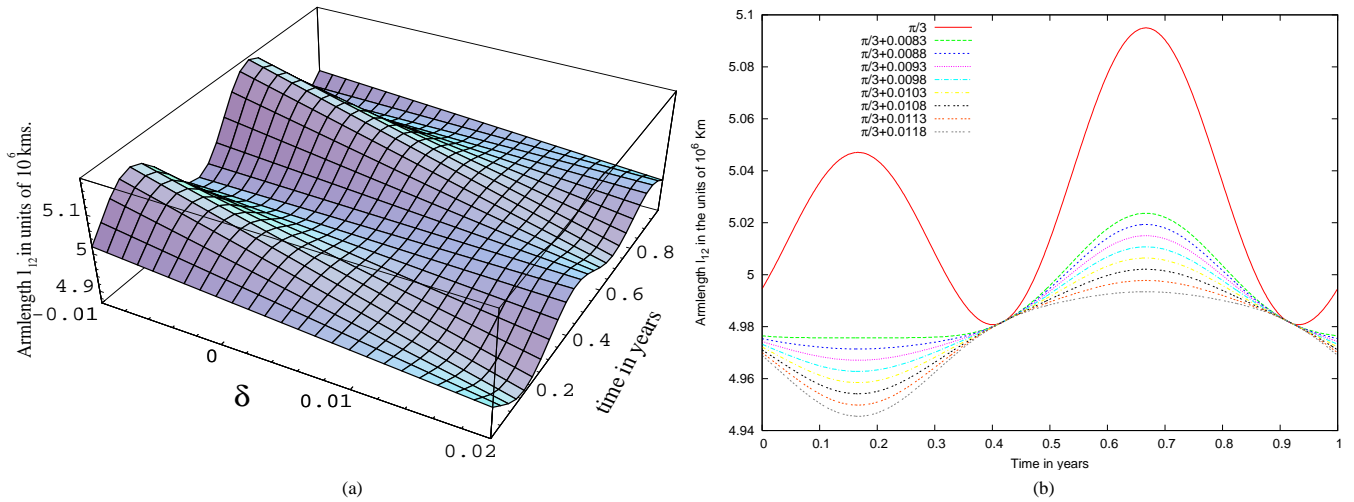 Armlength l₁₂ in units of 10⁶ kms.
5.1
5
4.9
−0.01
0
δ
0.01
0.02
0.2
0.4
0.6
0.8
time in years
(a)
Armlength l₁₂ in the units of 10⁶ Km
5.1
5.08
5.06
5.04
5.02
5
4.98
4.96
4.94
π/3
π/3+0.0083
π/3+0.0088
π/3+0.0093
π/3+0.0098
π/3+0.0103
π/3+0.0108
π/3+0.0113
π/3+0.0118
0 0.1 0.2 0.3 0.4 0.5 0.6 0.7 0.8 0.9 1
Time in years
(b)